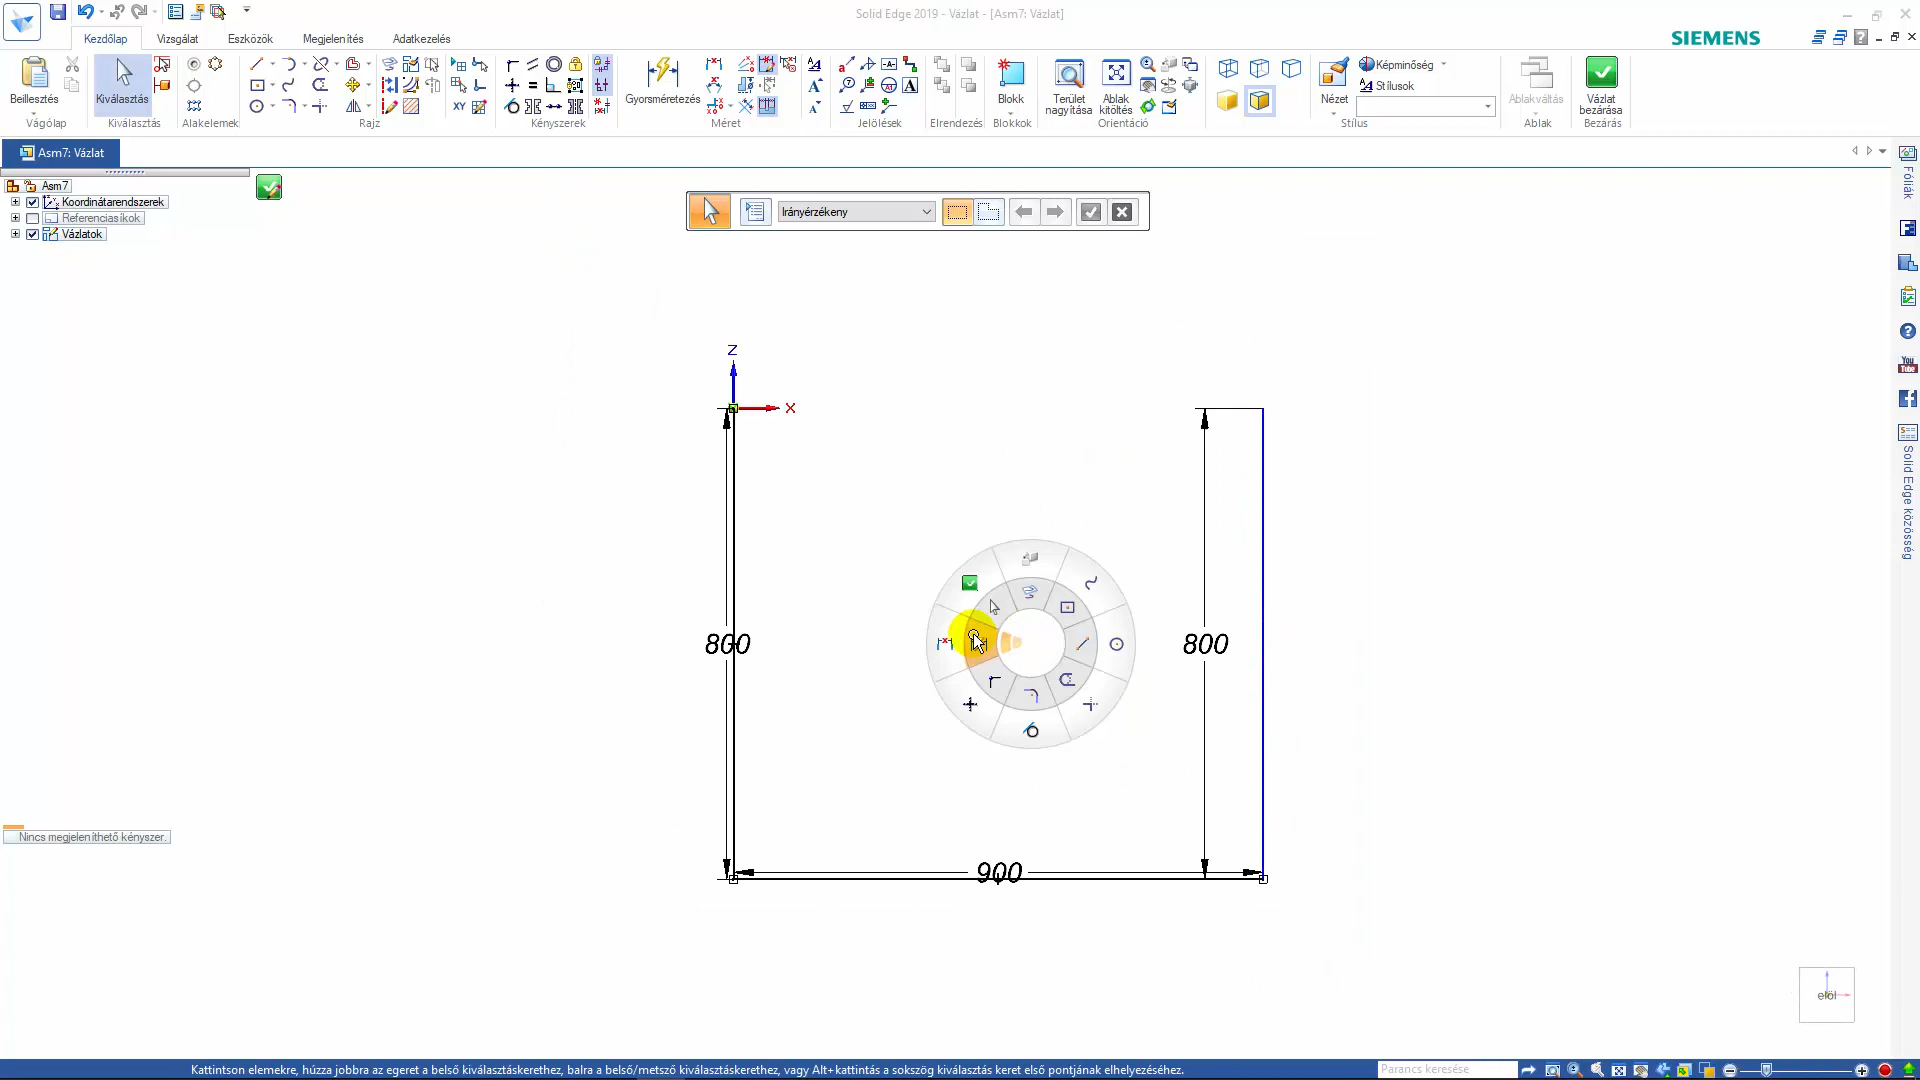 Solid Edge 2019 - Vázlat - [Asm7: Vázlat]
Kezdőlap
Vizsgálat
Eszközök
Megjelenítés
Adatkezelés
SIEMENS
Beillesztés
Vágólap
Kiválasztás
Kiválasztás
Alakelemek
Rajz
Kényszerek
Gyorsméretezés
Méret
Jelölések
Elrendezés
Blokk
Blokkok
Terület nagyítása
Ablak kitöltés
Orientáció
Nézet
Képminőség
Stílusok
Stílus
Ablakváltás
Ablak
Vázlat bezárása
Bezárás
XY
Asm7: Vázlat
Asm7
Koordinátarendszerek
Referenciasíkok
Vázlatok
Irányérzékeny
Fóliák
You Tube
Solid Edge közösség
Z
X
800
800
900
Nincs megjeleníthető kényszer.
elöl
Kattintson elemekre, húzza jobbra az egeret a belső kiválasztáskerethez, balra a belső/metsző kiválasztáskerethez, vagy Alt+kattintás a sokszög kiválasztás keret első pontjának elhelyezéséhez.
Parancs keresése